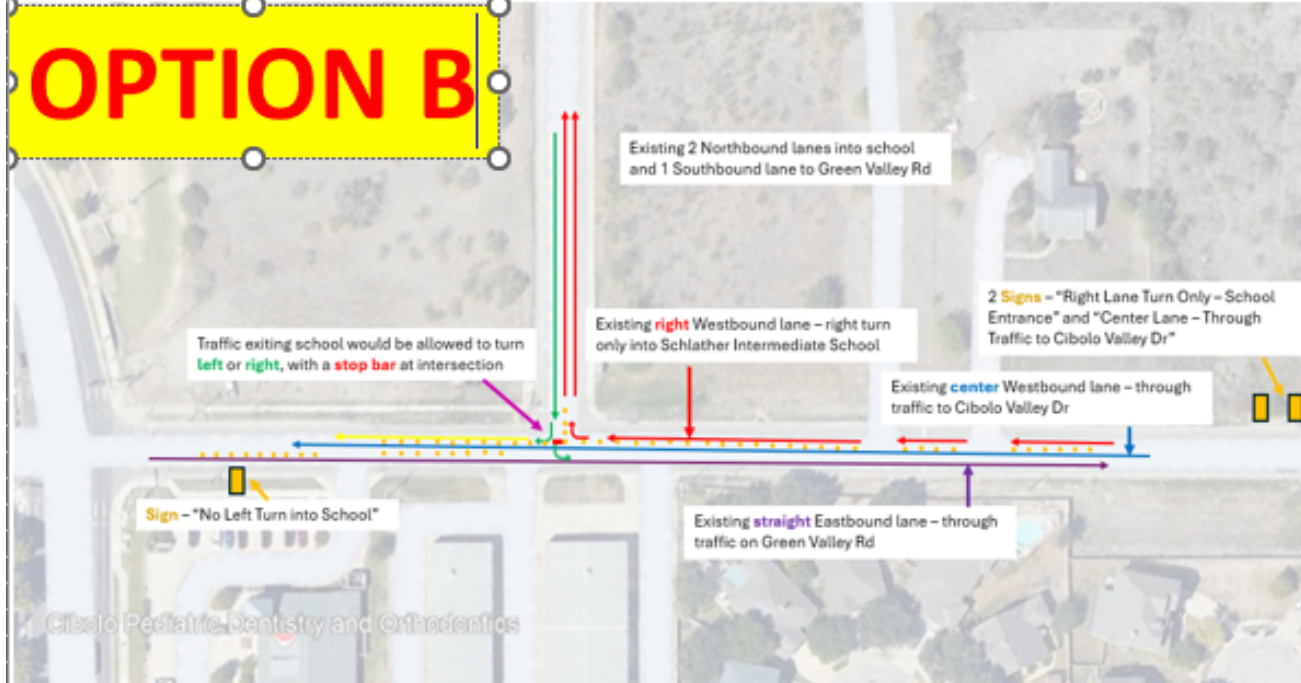 OPTION B
Existing 2 Northbound lanes into school
and 1 Southbound lane to Green Valley Rd
2 Signs – “Right Lane Turn Only – School
Entrance” and “Center Lane – Through
Traffic to Cibolo Valley Dr”
Existing right Westbound lane – right turn
only into Schlather Intermediate School
Traffic exiting school would be allowed to turn
left or right, with a stop bar at intersection
Existing center Westbound lane – through
traffic to Cibolo Valley Dr
Sign – “No Left Turn into School”
Existing straight Eastbound lane – through
traffic on Green Valley Rd
Cibolo Pediatric Dentistry and Orthodontics